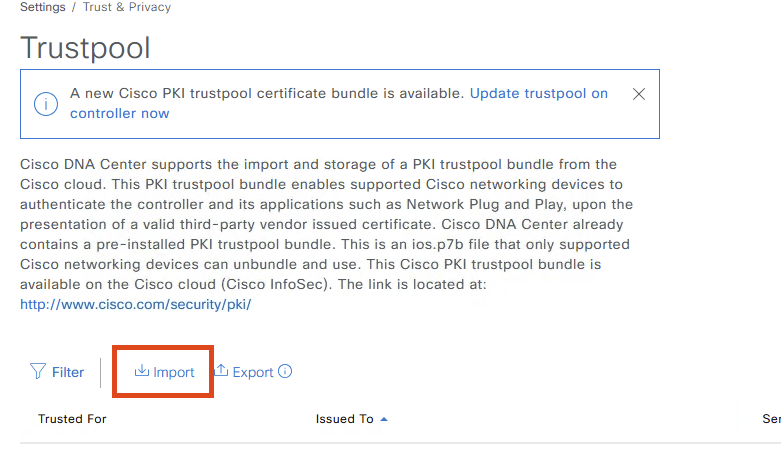 Settings / Trust & Privacy
Trustpool
A new Cisco PKI trustpool certificate bundle is available. Update trustpool on
controller now
Cisco DNA Center supports the import and storage of a PKI trustpool bundle from the
Cisco cloud. This PKI trustpool bundle enables supported Cisco networking devices to
authenticate the controller and its applications such as Network Plug and Play, upon the
presentation of a valid third-party vendor issued certificate. Cisco DNA Center already
contains a pre-installed PKI trustpool bundle. This is an ios.p7b file that only supported
Cisco networking devices can unbundle and use. This Cisco PKI trustpool bundle is
available on the Cisco cloud (Cisco InfoSec). The link is located at:
http://www.cisco.com/security/pki/
Filter Import Export
Trusted For Issued To Ser